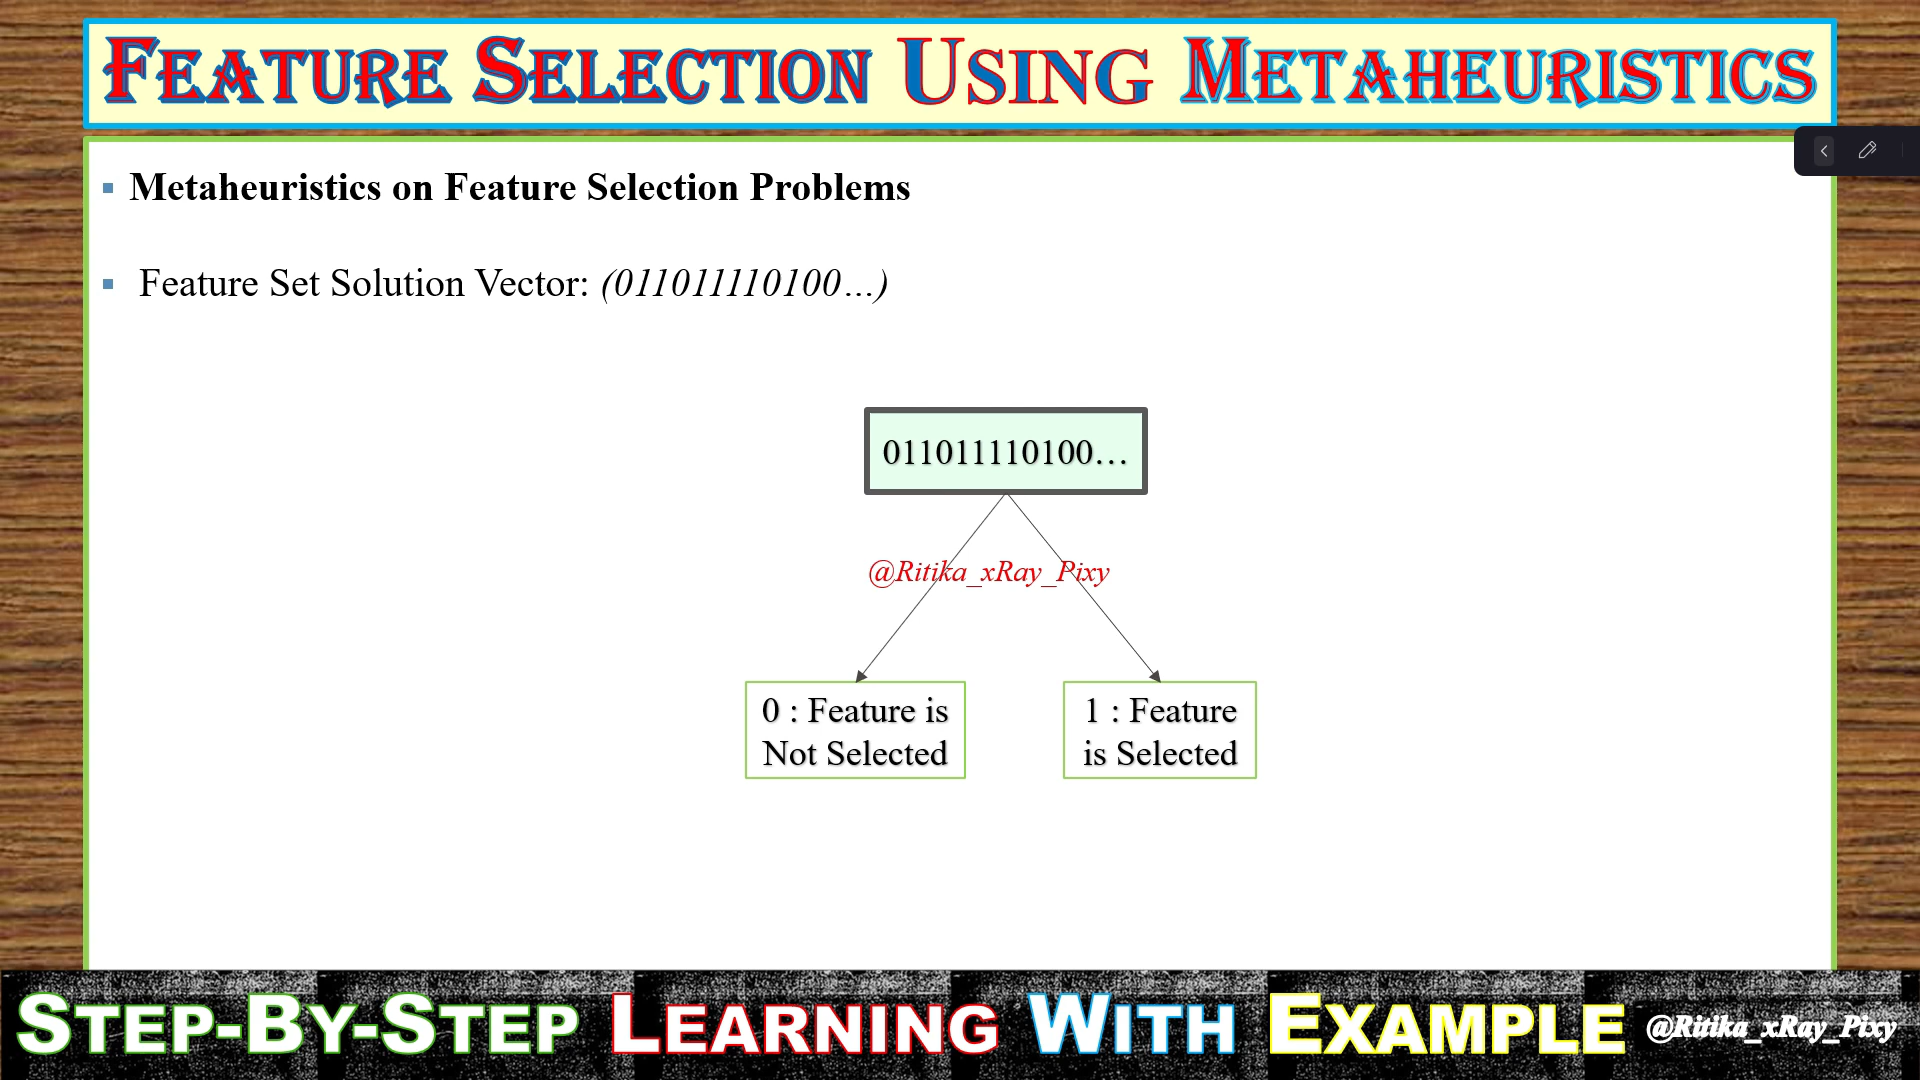 FEATURE SELECTION USING METAHEURISTICS
Metaheuristics on Feature Selection Problems
Feature Set Solution Vector: (011011110100...)
011011110100...
@Ritika_xRay_Pixy
0 : Feature is
Not Selected
1 : Feature
is Selected
STEP-BY-STEP LEARNING WITH EXAMPLE @Ritika_xRay_Pixy